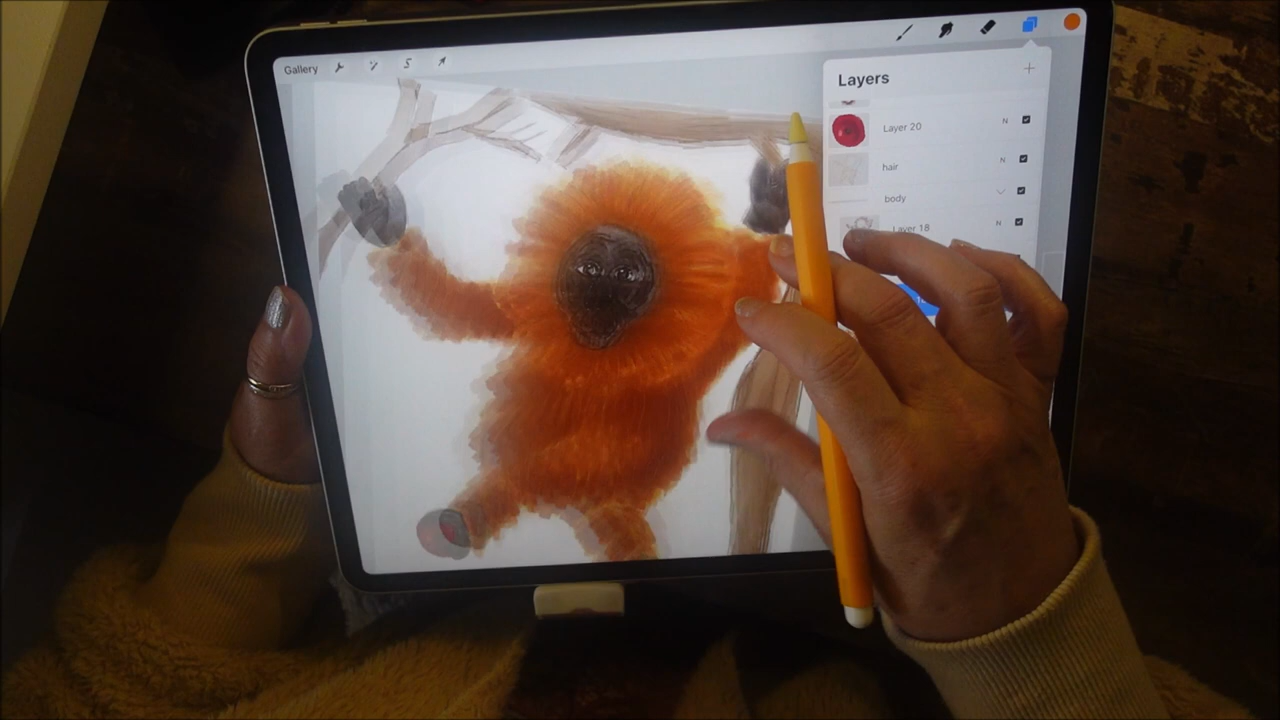 Gallery
Layers
Layer 20 N
hair N
body
Layer 18 N